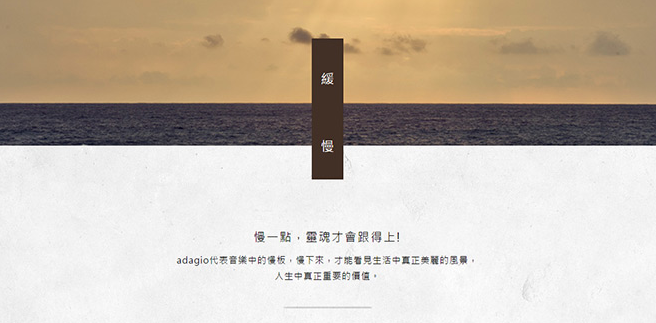 緩
慢
慢一點，靈魂才會跟得上!
adagio代表音樂中的慢板，慢下來，才能看見生活中真正美麗的風景，
人生中真正重要的價值。